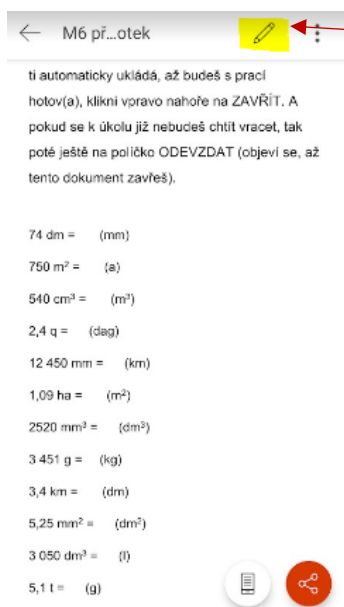 M6 př...otek
ti automaticky ukládá, až budeš s prací
hotov(a), klikni vpravo nahoře na ZAVŘÍT. A
pokud se k úkolu již nebudeš chtít vracet, tak
poté ještě na políčko ODEVZDAT (objeví se, až
tento dokument zavřeš).
74 dm = (mm)
750 m² = (a)
540 cm³ = (m³)
2,4 q = (dag)
12 450 mm = (km)
1,09 ha = (m²)
2520 mm³ = (dm³)
3 451 g = (kg)
3,4 km = (dm)
5,25 mm² = (dm²)
3 050 dm³ = (l)
5,1 t = (g)